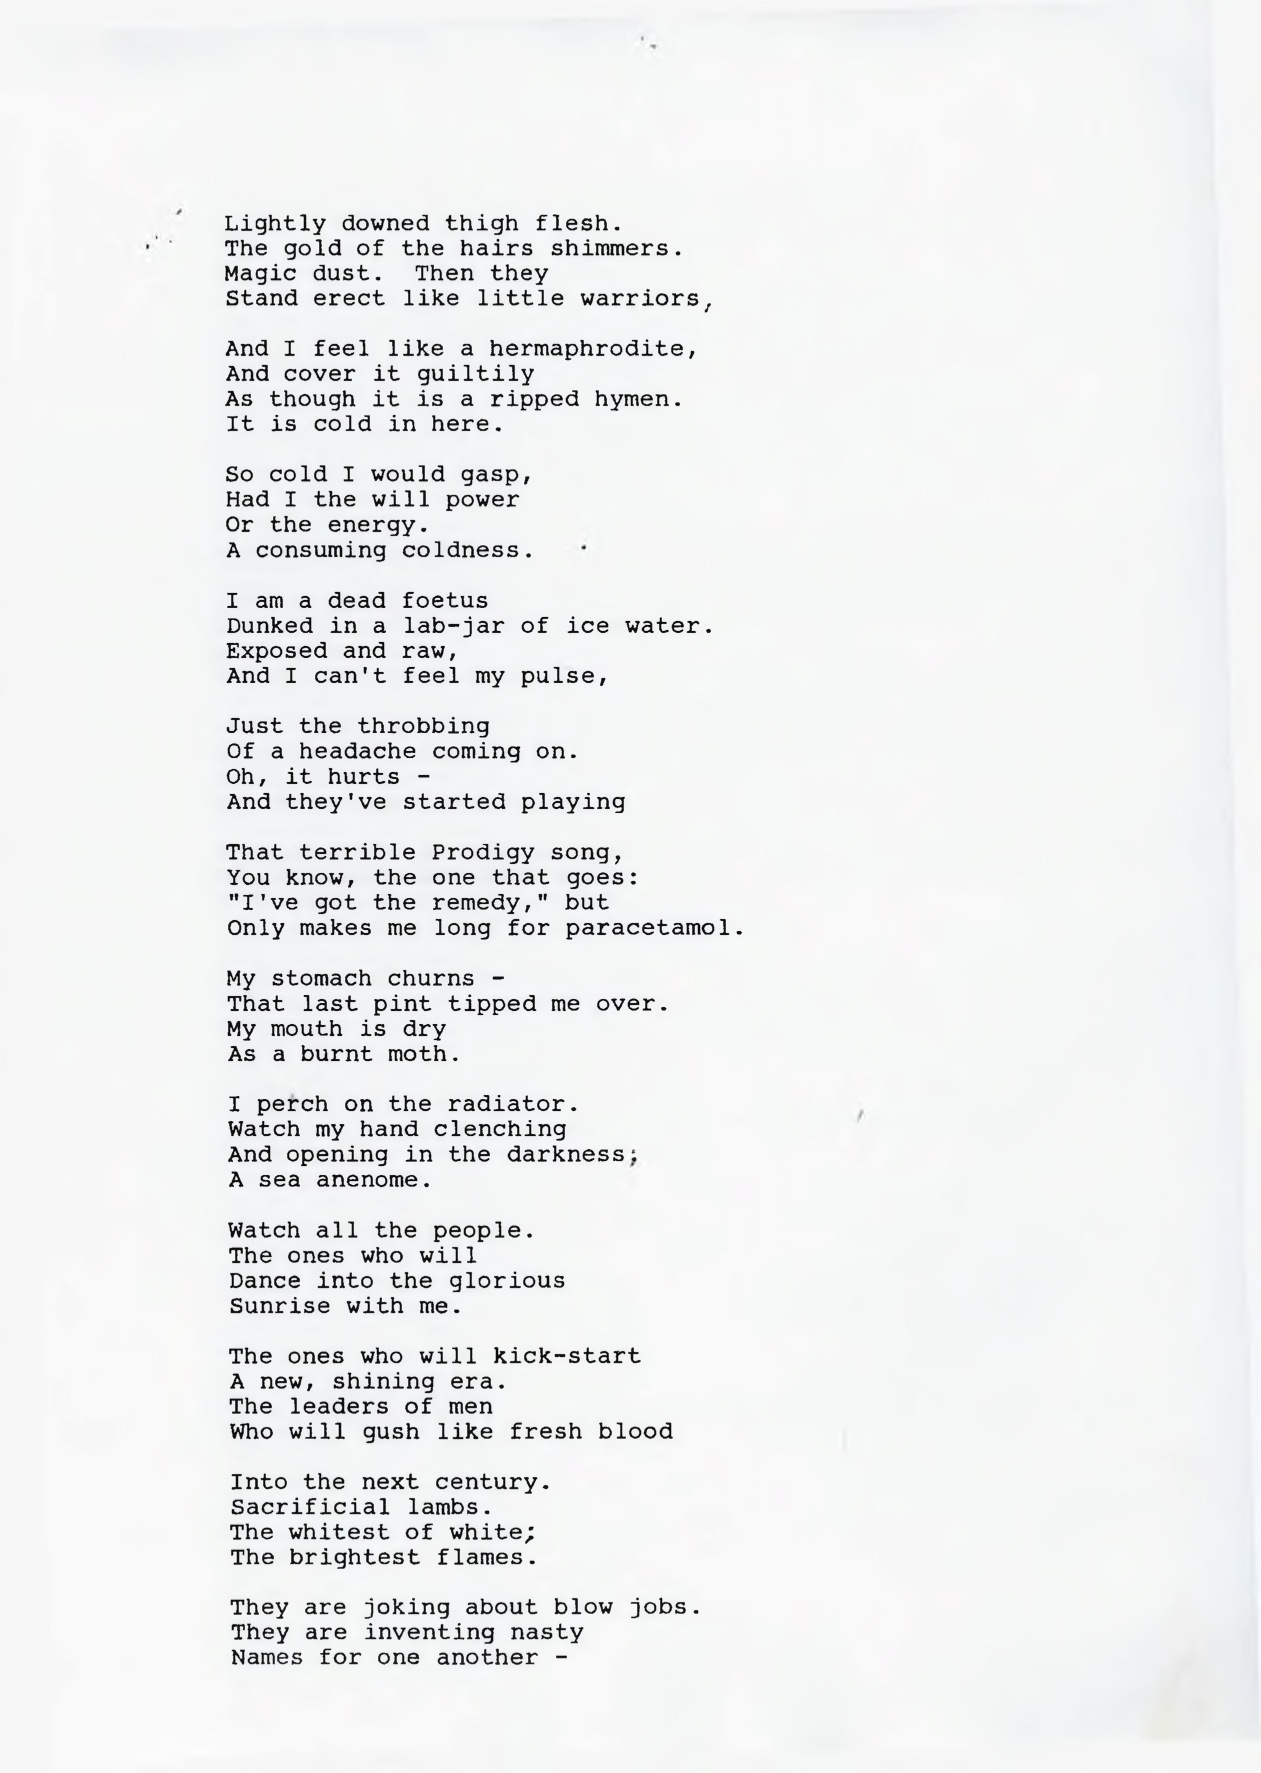 Lightly downed thigh flesh.
The gold of the hairs shimmers.
Magic dust.  Then they
Stand erect like little warriors,

And I feel like a hermaphrodite,
And cover it guiltily
As though it is a ripped hymen.
It is cold in here.

So cold I would gasp,
Had I the will power
Or the energy.
A consuming coldness.

I am a dead foetus
Dunked in a lab-jar of ice water.
Exposed and raw,
And I can't feel my pulse,

Just the throbbing
Of a headache coming on.
Oh, it hurts -
And they've started playing

That terrible Prodigy song,
You know, the one that goes:
"I've got the remedy," but
Only makes me long for paracetamol.

My stomach churns -
That last pint tipped me over.
My mouth is dry
As a burnt moth.

I perch on the radiator.
Watch my hand clenching
And opening in the darkness;
A sea anenome.

Watch all the people.
The ones who will
Dance into the glorious
Sunrise with me.

The ones who will kick-start
A new, shining era.
The leaders of men
Who will gush like fresh blood

Into the next century.
Sacrificial lambs.
The whitest of white;
The brightest flames.

They are joking about blow jobs.
They are inventing nasty
Names for one another -